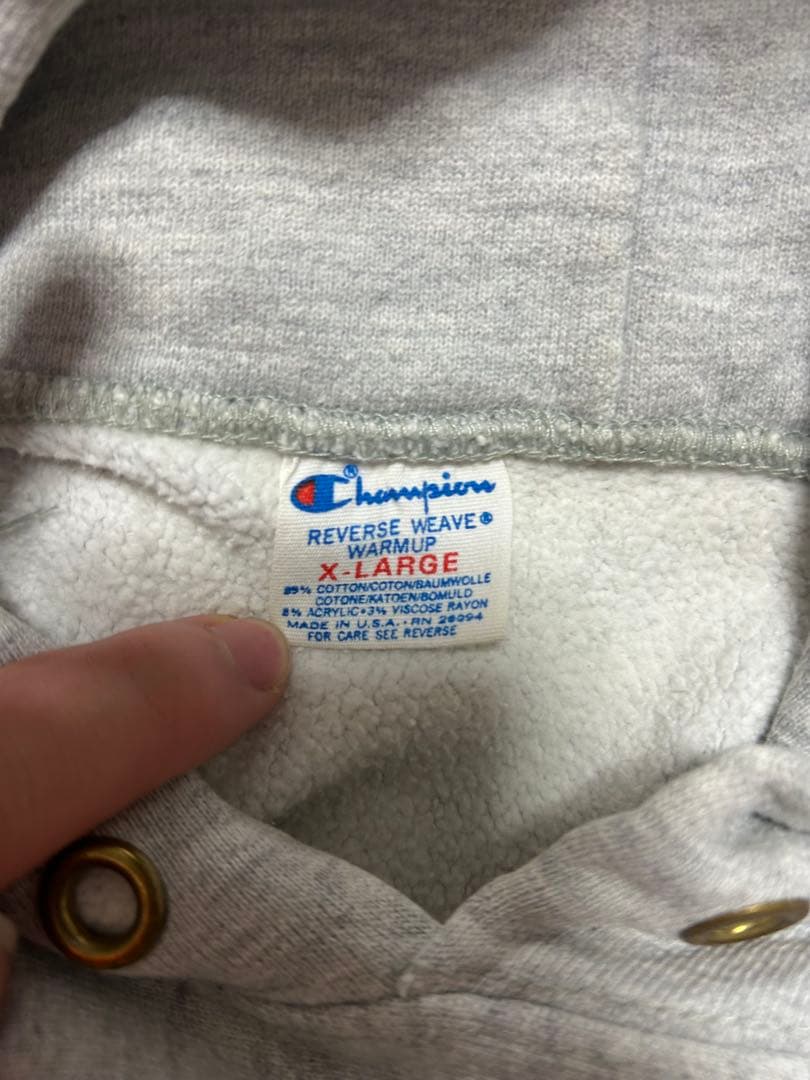 Champion®
REVERSE WEAVE®
WARMUP
X-LARGE
89% COTTON/COTON/BAUMWOLLE
COTONE/KATOEN/BOMULD
8% ACRYLIC•3% VISCOSE RAYON
MADE IN U.S.A. • RN 26094
FOR CARE SEE REVERSE